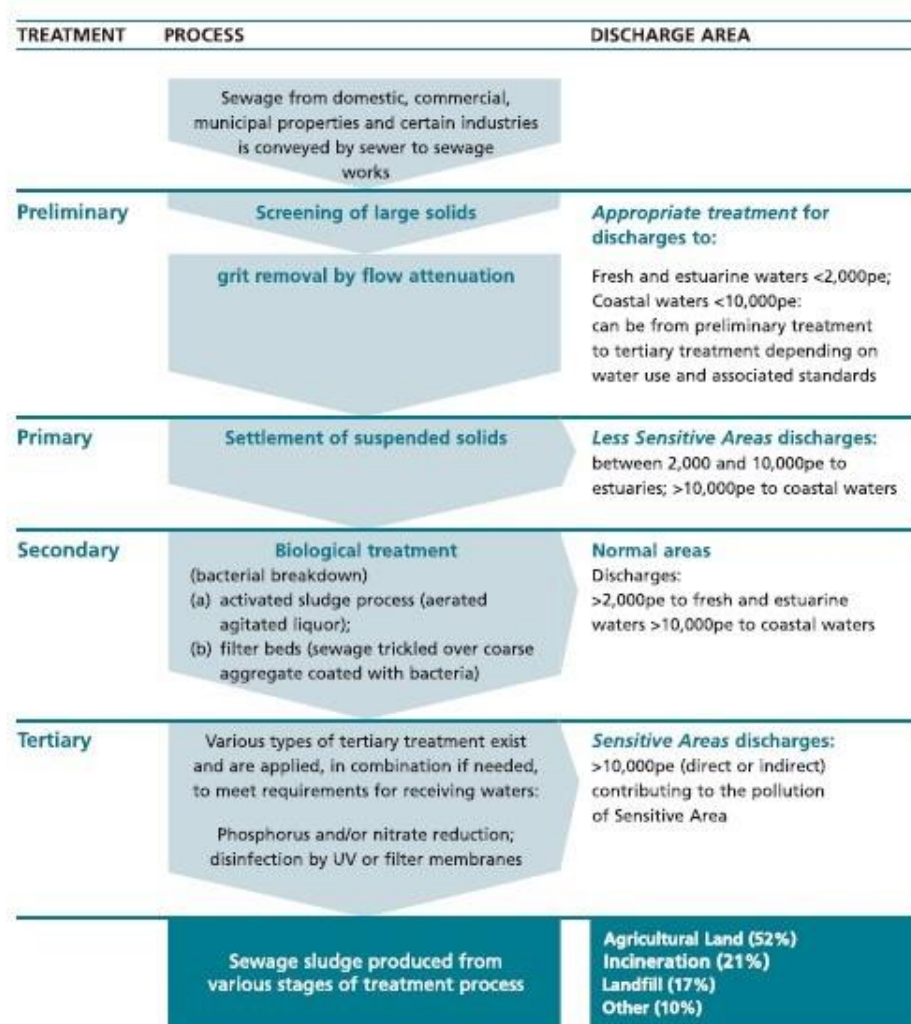 TREATMENT PROCESS DISCHARGE AREA
Sewage from domestic, commercial,
municipal properties and certain industries
is conveyed by sewer to sewage
works
Preliminary
Screening of large solids
grit removal by flow attenuation
Appropriate treatment for
discharges to:
Fresh and estuarine waters <2,000pe;
Coastal waters <10,000pe:
can be from preliminary treatment
to tertiary treatment depending on
water use and associated standards
Primary
Settlement of suspended solids
Less Sensitive Areas discharges:
between 2,000 and 10,000pe to
estuaries; >10,000pe to coastal waters
Secondary
Biological treatment
(bacterial breakdown)
(a) activated sludge process (aerated
agitated liquor);
(b) filter beds (sewage trickled over coarse
aggregate coated with bacteria)
Normal areas
Discharges:
>2,000pe to fresh and estuarine
waters >10,000pe to coastal waters
Tertiary
Various types of tertiary treatment exist
and are applied, in combination if needed,
to meet requirements for receiving waters:
Phosphorus and/or nitrate reduction;
disinfection by UV or filter membranes
Sensitive Areas discharges:
>10,000pe (direct or indirect)
contributing to the pollution
of Sensitive Area
Sewage sludge produced from
various stages of treatment process
Agricultural Land (52%)
Incineration (21%)
Landfill (17%)
Other (10%)